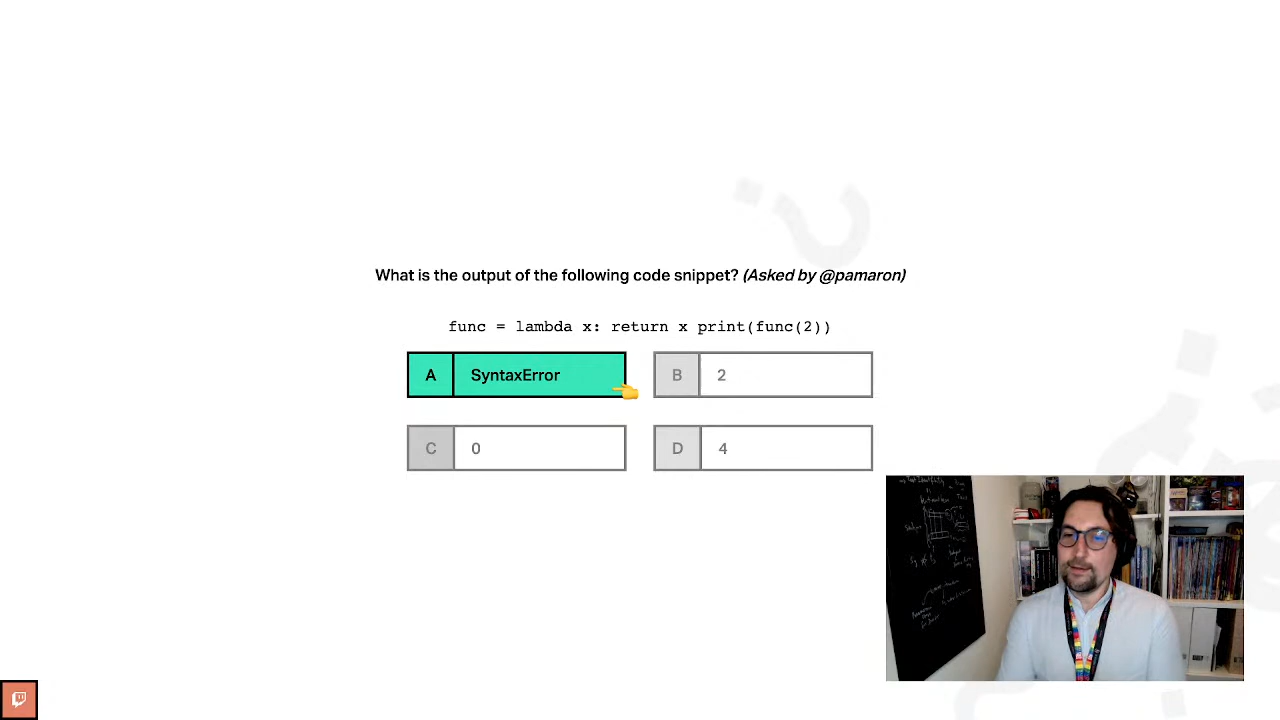 What is the output of the following code snippet? (Asked by @pamaron)
func = lambda x: return x print(func(2))
A SyntaxError
B 2
C 0
D 4